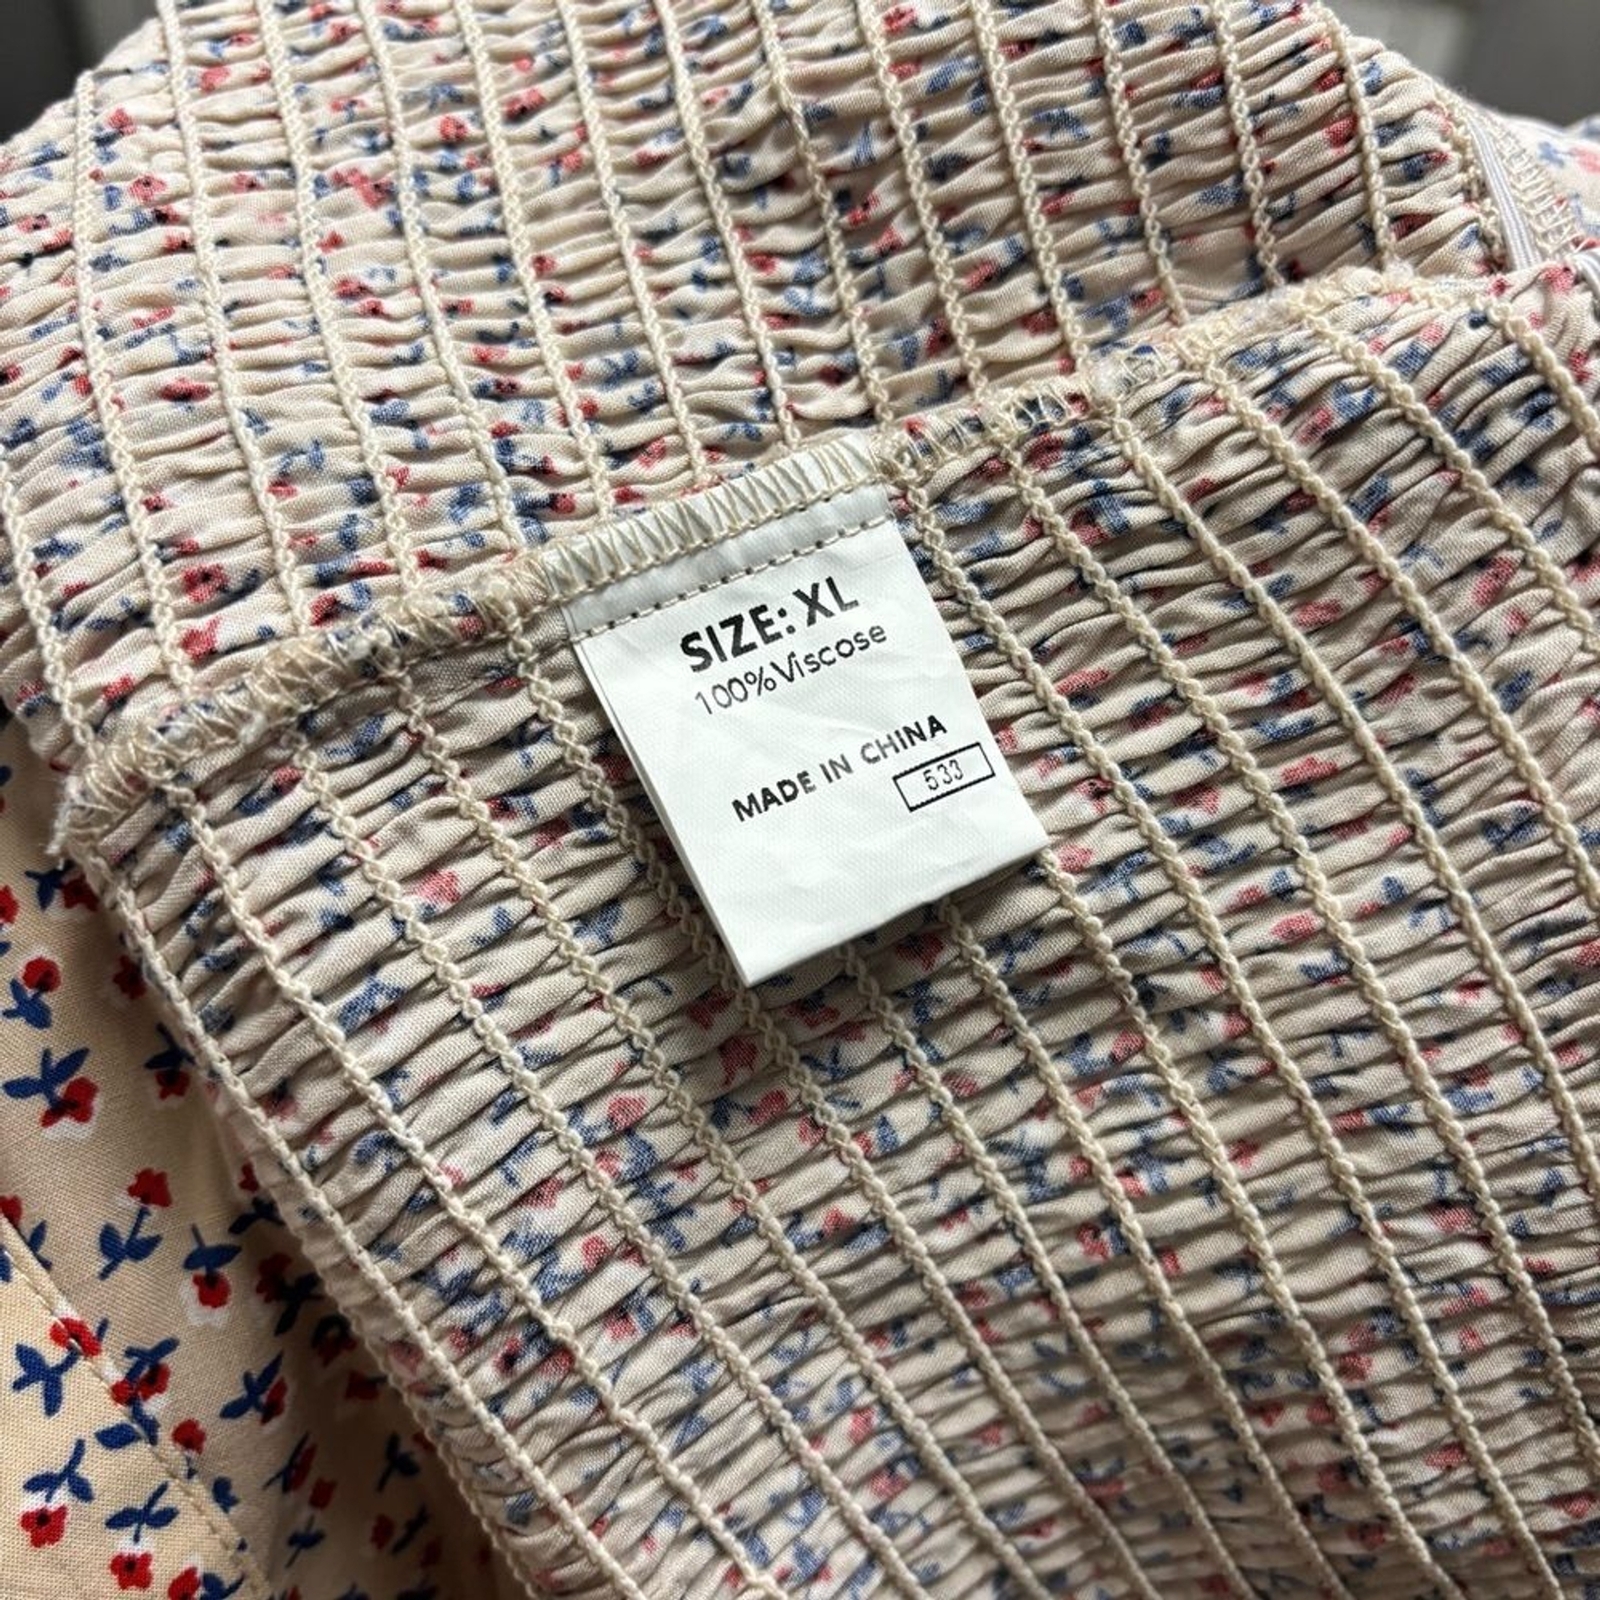 SIZE: XL
100%Viscose
MADE IN CHINA
533